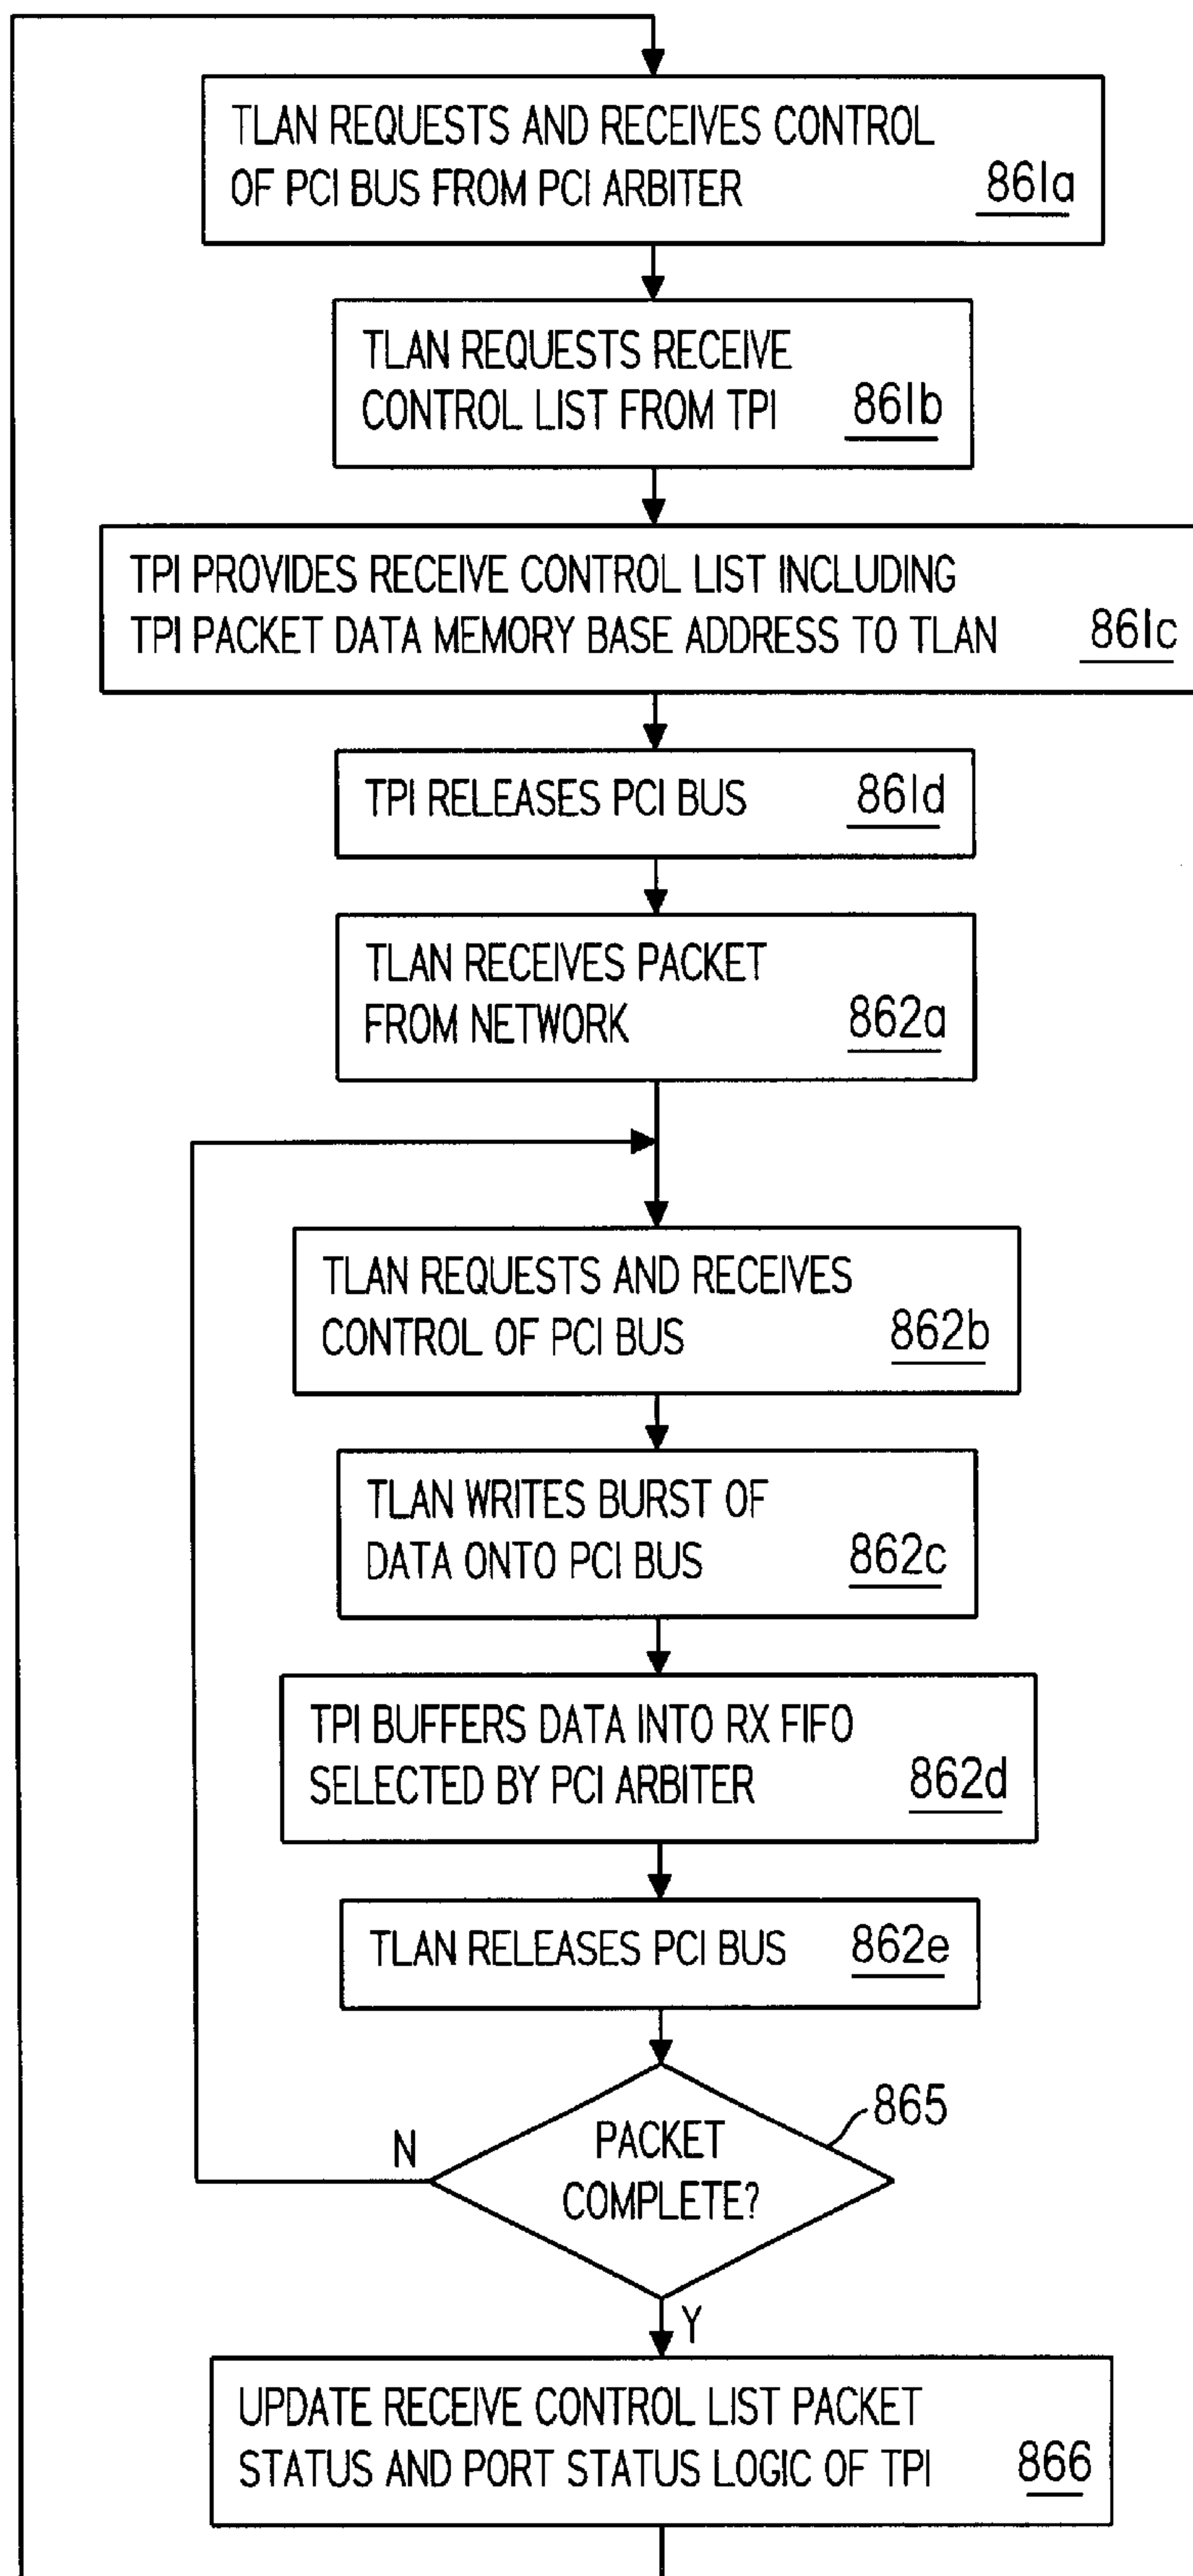 TLAN REQUESTS AND RECEIVES CONTROL
OF PCI BUS FROM PCI ARBITER 861a
TLAN REQUESTS RECEIVE
CONTROL LIST FROM TPI 861b
TPI PROVIDES RECEIVE CONTROL LIST INCLUDING
TPI PACKET DATA MEMORY BASE ADDRESS TO TLAN 861c
TPI RELEASES PCI BUS 861d
TLAN RECEIVES PACKET
FROM NETWORK 862a
TLAN REQUESTS AND RECEIVES
CONTROL OF PCI BUS 862b
TLAN WRITES BURST OF
DATA ONTO PCI BUS 862c
TPI BUFFERS DATA INTO RX FIFO
SELECTED BY PCI ARBITER 862d
TLAN RELEASES PCI BUS 862e
865
N
PACKET
COMPLETE?
Y
UPDATE RECEIVE CONTROL LIST PACKET
STATUS AND PORT STATUS LOGIC OF TPI 866